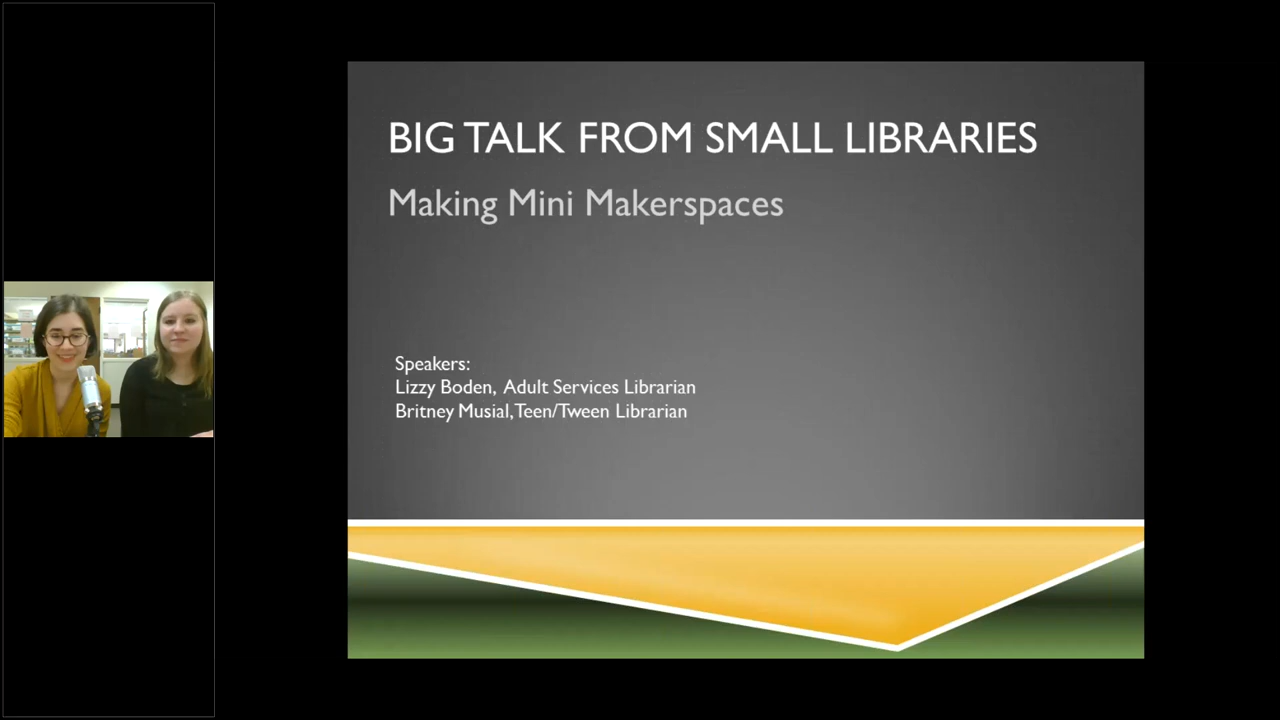 BIG TALK FROM SMALL LIBRARIES
Making Mini Makerspaces
Speakers:
Lizzy Boden, Adult Services Librarian
Britney Musial,Teen/Tween Librarian